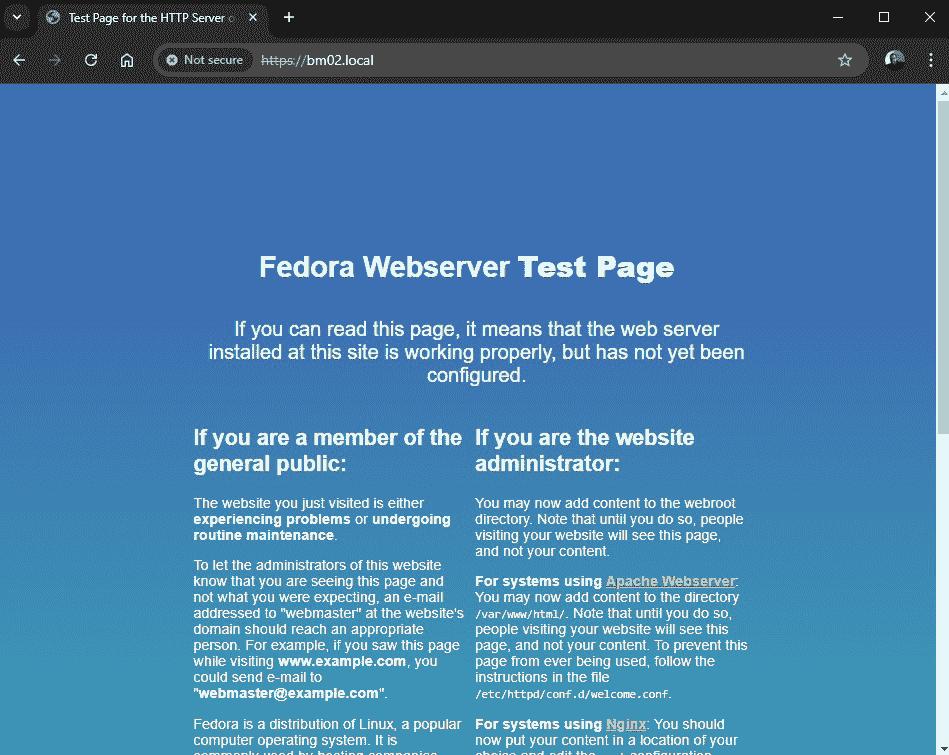 Test Page for the HTTP Server o
Not secure https://bm02.local
Fedora Webserver Test Page
If you can read this page, it means that the web server
installed at this site is working properly, but has not yet been
configured.
If you are a member of the
general public:
The website you just visited is either
experiencing problems or undergoing
routine maintenance.
To let the administrators of this website
know that you are seeing this page and
not what you were expecting, an e-mail
addressed to "webmaster" at the website's
domain should reach an appropriate
person. For example, if you saw this page
while visiting www.example.com, you
could send e-mail to
"webmaster@example.com".
Fedora is a distribution of Linux, a popular
computer operating system. It is
commonly used by hosting companies
If you are the website
administrator:
You may now add content to the webroot
directory. Note that until you do so, people
visiting your website will see this page,
and not your content.
For systems using Apache Webserver:
You may now add content to the directory
/var/www/html/. Note that until you do so,
people visiting your website will see this
page, and not your content. To prevent this
page from ever being used, follow the
instructions in the file
/etc/httpd/conf.d/welcome.conf.
For systems using Nginx: You should
now put your content in a location of your
choice and edit the configuration